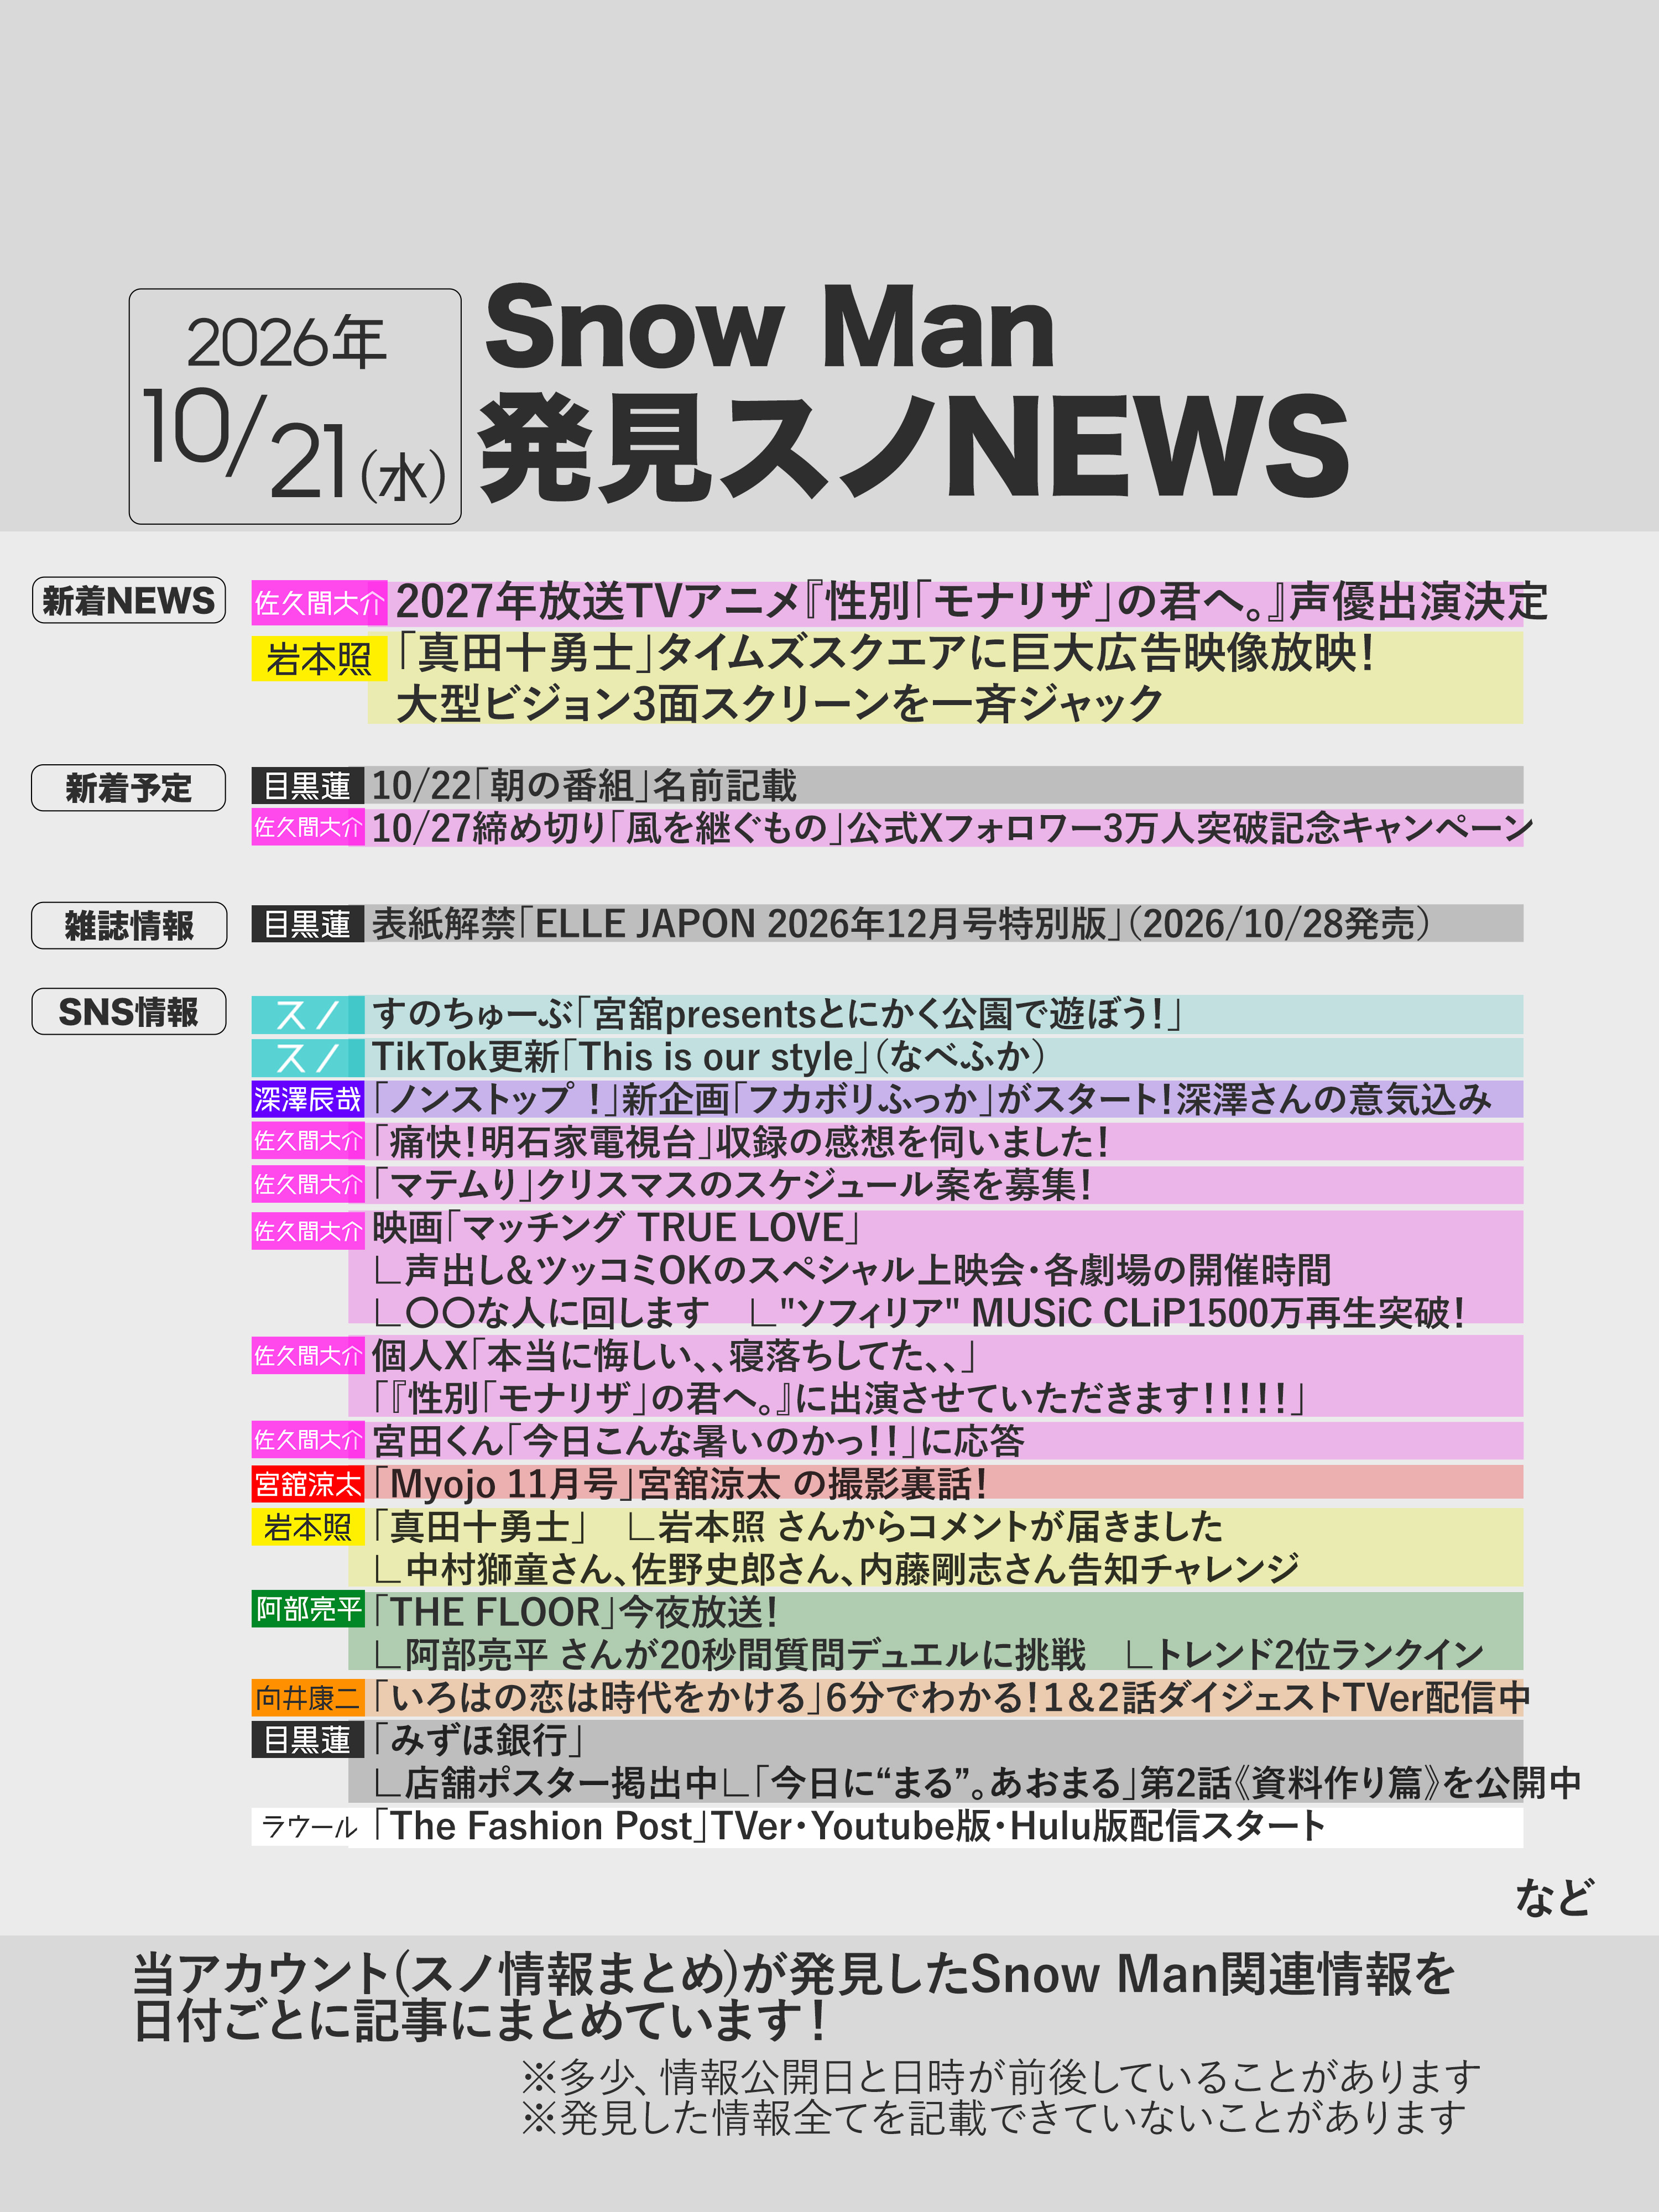 2026年
10/21(水)
Snow Man
発見スノNEWS
新着NEWS
佐久間大介 2027年放送TVアニメ『性別「モナリザ」の君へ。』声優出演決定
岩本照 「真田十勇士」タイムズスクエアに巨大広告映像放映!
大型ビジョン3面スクリーンを一斉ジャック
新着予定
目黒蓮 10/22「朝の番組」名前記載
佐久間大介 10/27締め切り「風を継ぐもの」公式Xフォロワー3万人突破記念キャンペーン
雑誌情報
目黒蓮 表紙解禁「ELLE JAPON 2026年12月号特別版」(2026/10/28発売)
SNS情報
スノ すのちゅーぶ「宮舘presentsとにかく公園で遊ぼう!」
スノ TikTok更新「This is our style」(なべふか)
深澤辰哉 「ノンストップ !」新企画「フカボリふっか」がスタート!深澤さんの意気込み
佐久間大介 「痛快!明石家電視台」収録の感想を伺いました!
佐久間大介 「マテムり」クリスマスのスケジュール案を募集!
佐久間大介 映画「マッチング TRUE LOVE」
∟声出し&ツッコミOKのスペシャル上映会・各劇場の開催時間
∟〇〇な人に回します ∟"ソフィリア" MUSiC CLiP1500万再生突破!
佐久間大介 個人X「本当に悔しい、、寝落ちしてた、、」
「『性別「モナリザ」の君へ。』に出演させていただきます!!!!!」
佐久間大介 宮田くん「今日こんな暑いのかっ!!」に応答
宮舘涼太 「Myojo 11月号」宮舘涼太 の撮影裏話!
岩本照 「真田十勇士」 ∟岩本照 さんからコメントが届きました
∟中村獅童さん、佐野史郎さん、内藤剛志さん告知チャレンジ
阿部亮平 「THE FLOOR」今夜放送!
∟阿部亮平 さんが20秒間質問デュエルに挑戦 ∟トレンド2位ランクイン
向井康二 「いろはの恋は時代をかける」6分でわかる!1&2話ダイジェストTVer配信中
目黒蓮 「みずほ銀行」
∟店舗ポスター掲出中∟「今日に“まる”。あおまる」第2話《資料作り篇》を公開中
ラウール 「The Fashion Post」TVer・Youtube版・Hulu版配信スタート
など
当アカウント(スノ情報まとめ)が発見したSnow Man関連情報を
日付ごとに記事にまとめています!
※多少、情報公開日と日時が前後していることがあります
※発見した情報全てを記載できていないことがあります